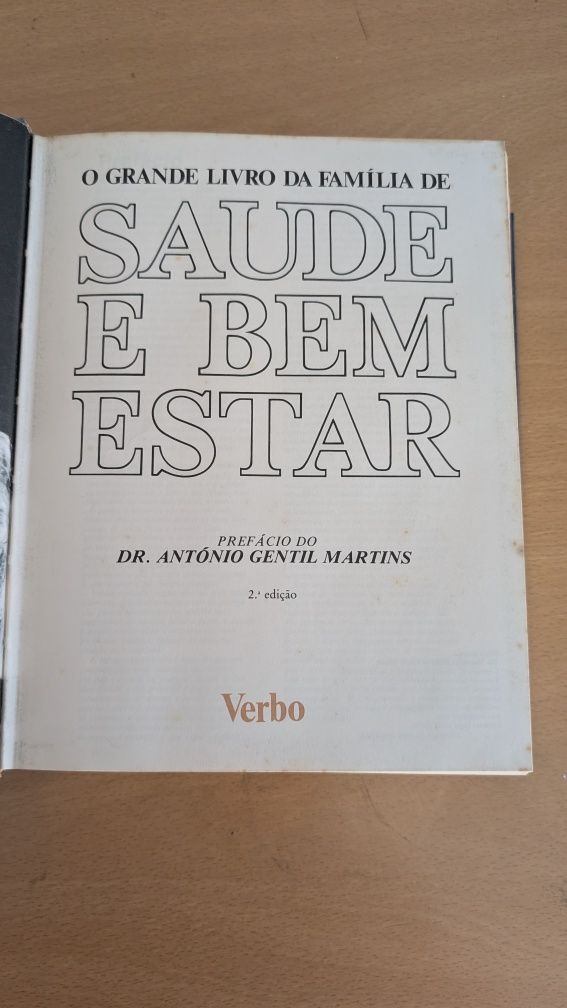 O GRANDE LIVRO DA FAMÍLIA DE
SAUDE
E BEM
ESTAR
PREFÁCIO DO
DR. ANTÓNIO GENTIL MARTINS
2.ª edição
Verbo